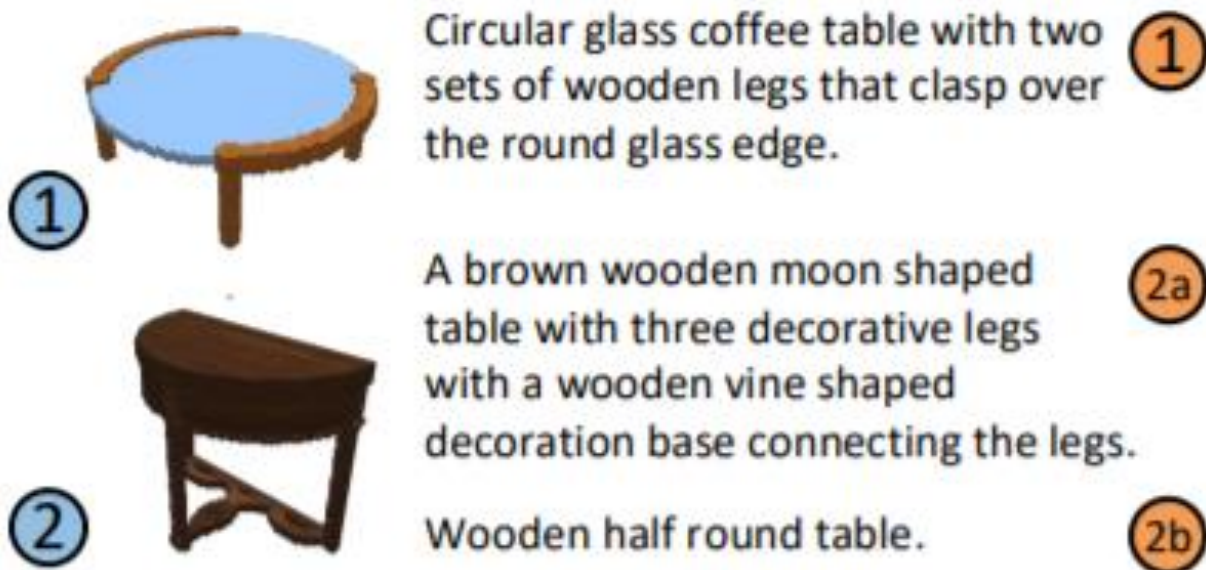 Circular glass coffee table with two
1
sets of wooden legs that clasp over
the round glass edge.
1
A brown wooden moon shaped
2a
table with three decorative legs
with a wooden vine shaped
decoration base connecting the legs.
2
Wooden half round table.
2b